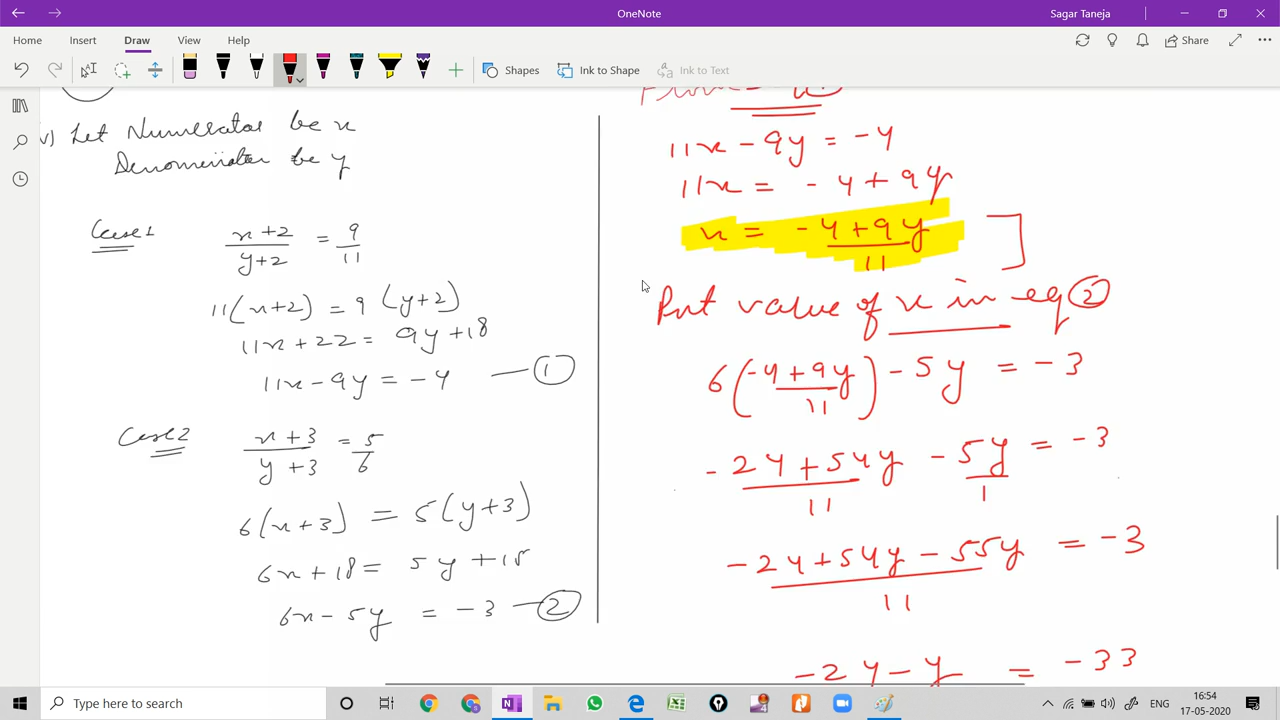 OneNote
Sagar Taneja
Home Insert Draw View Help
Share
Shapes
Ink to Shape
Ink to Text
v) Let Numerator be x
Denominator be y
Case 1
x+2 / y+2 = 9/11
11(x+2) = 9(y+2)
11x+22 = 9y+18
11x-9y = -4 — ①
Case 2
x+3 / y+3 = 5/6
6(x+3) = 5(y+3)
6x+18 = 5y+15
6x-5y = -3 — ②
From
11x-9y = -4
11x = -4+9y
x = -4+9y / 11
Put value of x in eq ②
6(-4+9y / 11) -5y = -3
-24+54y / 11 - 5y / 1 = -3
-24+54y-55y / 11 = -3
-24-y = -33
Type here to search
16:54
17-05-2020